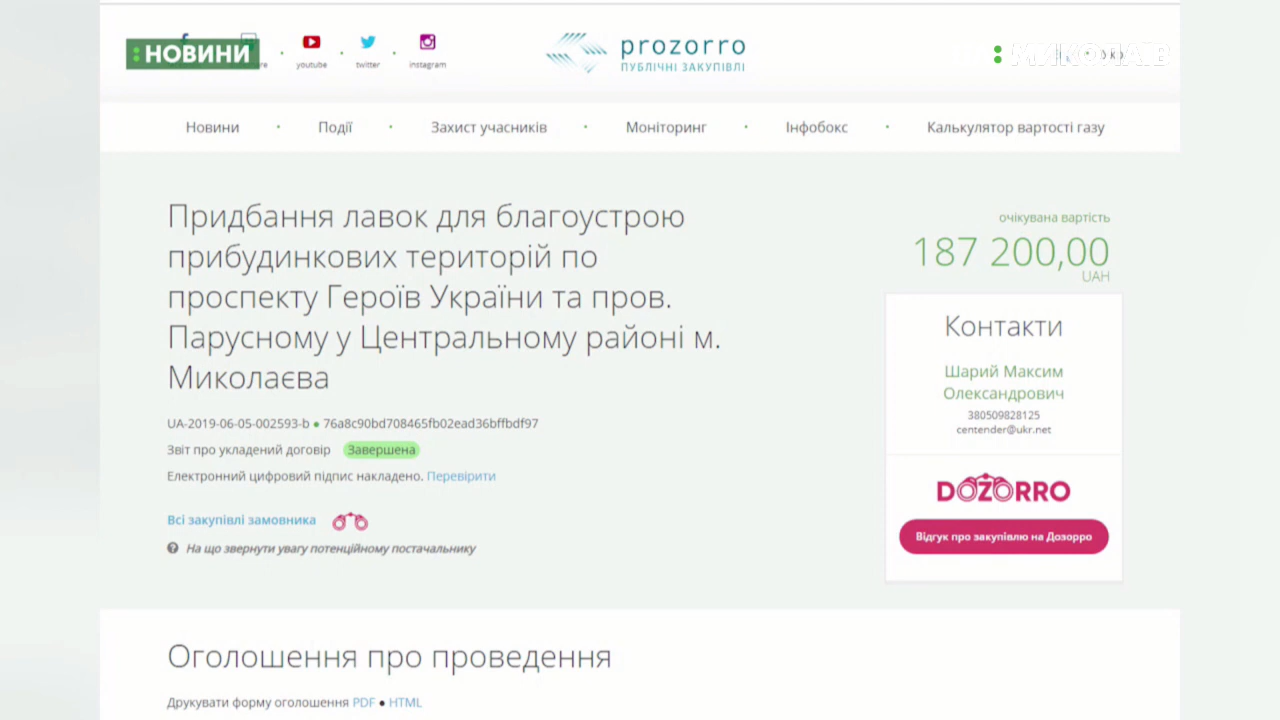 НОВИНИ
youtube
twitter
instagram
prozorro
ПУБЛІЧНІ ЗАКУПІВЛІ
МИКОЛАЇВ
Новини
Події
Захист учасників
Моніторинг
Інфобокс
Калькулятор вартості газу
Придбання лавок для благоустрою
прибудинкових територій по
проспекту Героїв України та пров.
Парусному у Центральному районі м.
Миколаєва
очікувана вартість
187 200,00
UAH
UA-2019-06-05-002593-b ● 76a8c90bd708465fb02ead36bffbdf97
Звіт про укладений договір Завершена
Електронний цифровий підпис накладено. Перевірити
Всі закупівлі замовника
На що звернути увагу потенційному постачальнику
Контакти
Шарий Максим
Олександрович
380509828125
centender@ukr.net
DOZORRO
Відгук про закупівлю на Дозорро
Оголошення про проведення
Друкувати форму оголошення PDF ● HTML